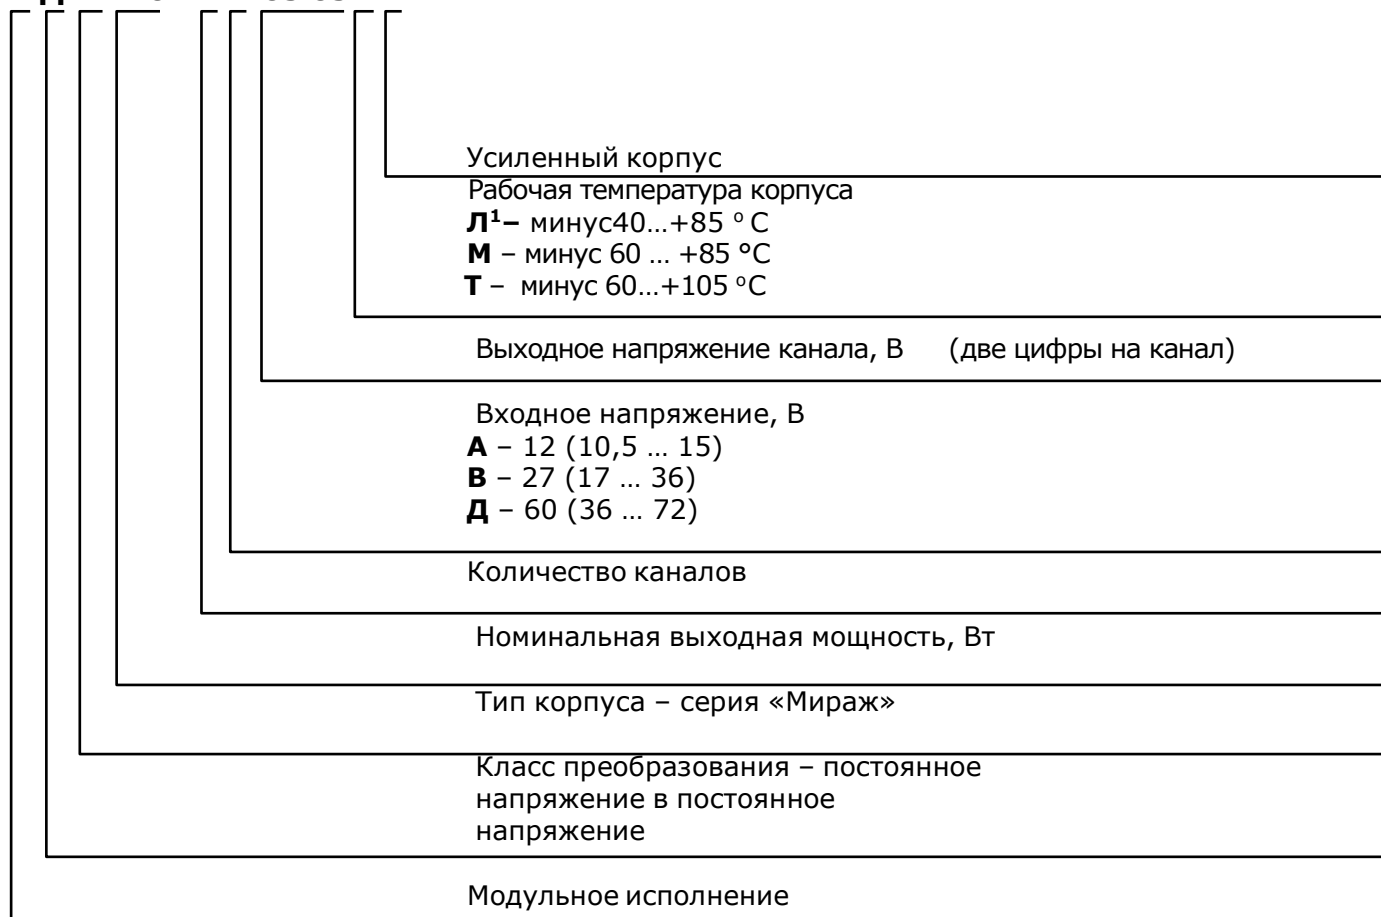 Усиленный корпус
Рабочая температура корпуса
Л¹– минус40...+85 ᵒ С
М – минус 60 ... +85 °С
Т – минус 60...+105 ᵒС
Выходное напряжение канала, В (две цифры на канал)
Входное напряжение, В
А – 12 (10,5 ... 15)
В – 27 (17 ... 36)
Д – 60 (36 ... 72)
Количество каналов
Номинальная выходная мощность, Вт
Тип корпуса – серия «Мираж»
Класс преобразования – постоянное
напряжение в постоянное
напряжение
Модульное исполнение